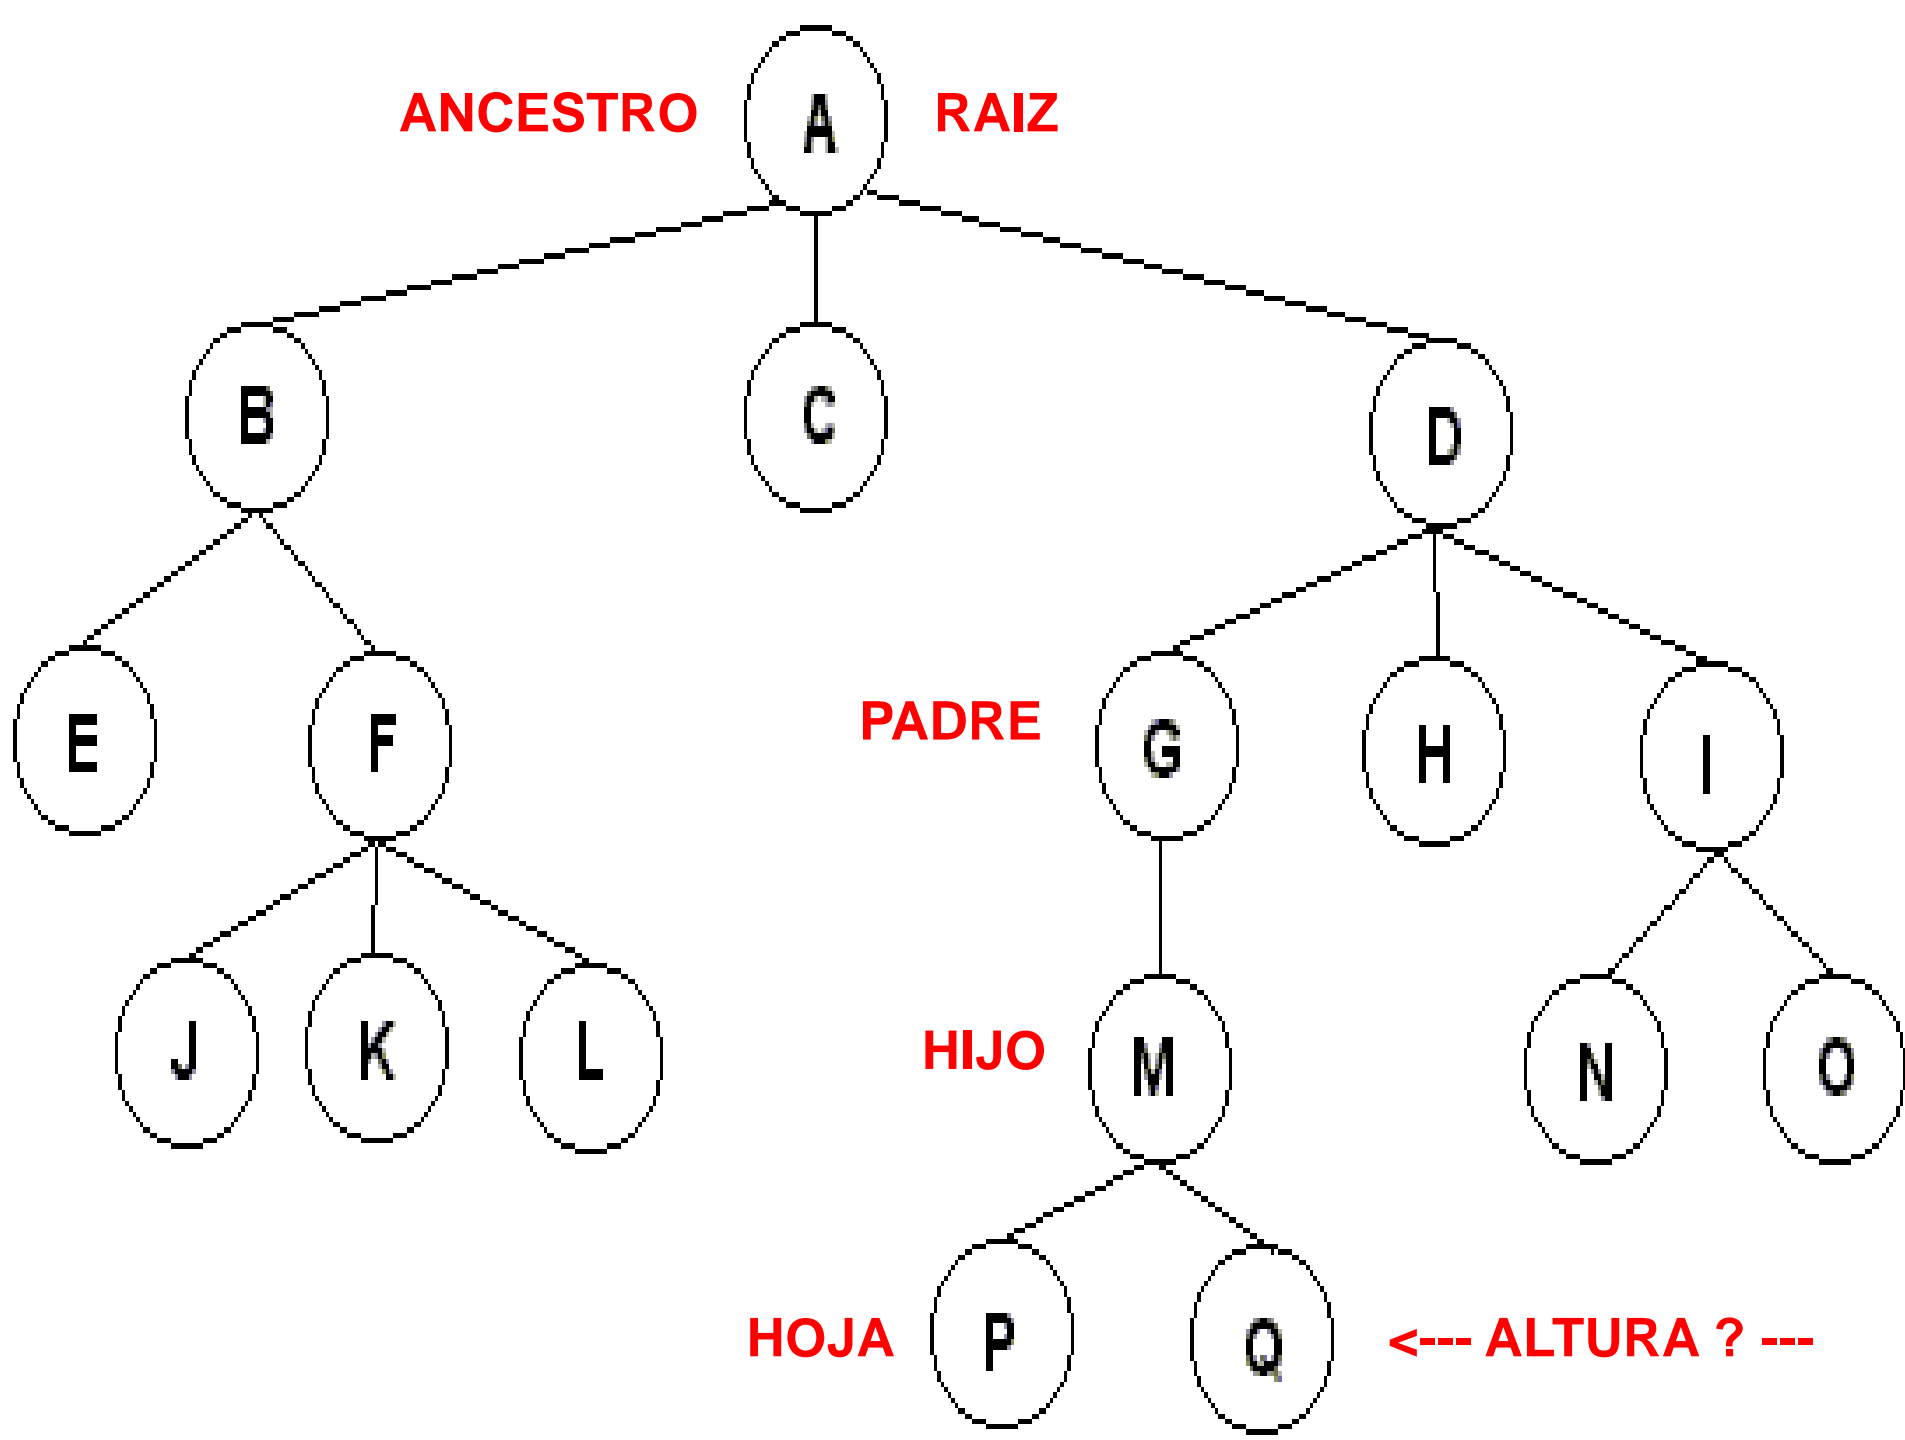 ANCESTRO A RAIZ
B C D
E F PADRE G H I
J K L HIJO M N O
HOJA P Q <--- ALTURA ? ---